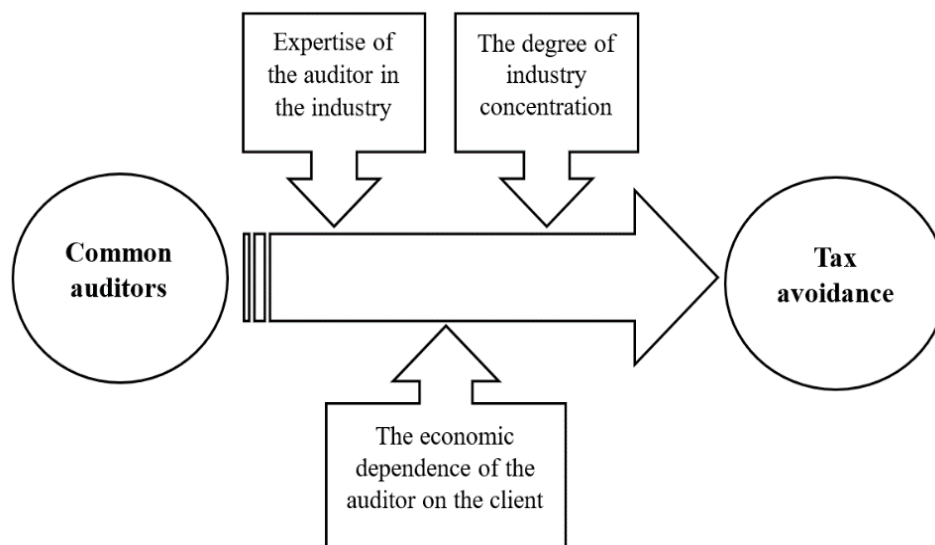 Expertise of
the auditor in
the industry
The degree of
industry
concentration
Common
auditors
Tax
avoidance
The economic
dependence of the
auditor on the client